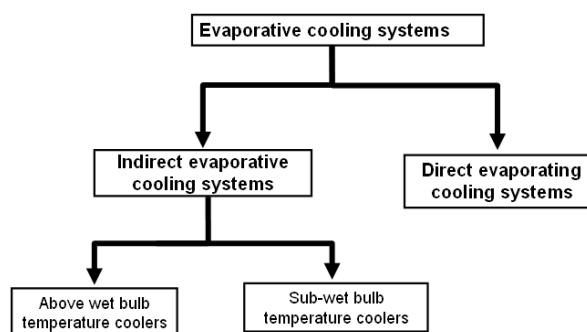 Evaporative cooling systems
Indirect evaporative
cooling systems
Direct evaporating
cooling systems
Above wet bulb
temperature coolers
Sub-wet bulb
temperature coolers